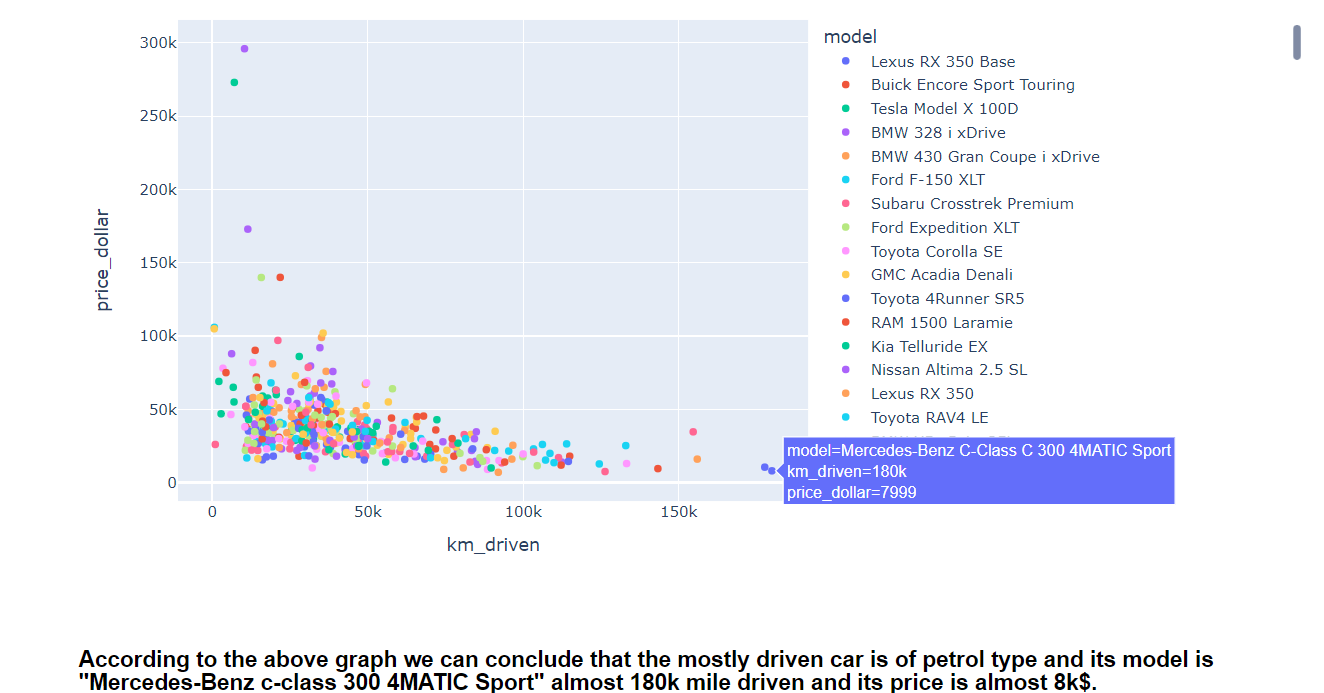 300k
250k
200k
150k
100k
50k
0
price_dollar
0
50k
100k
150k
km_driven
model
Lexus RX 350 Base
Buick Encore Sport Touring
Tesla Model X 100D
BMW 328 i xDrive
BMW 430 Gran Coupe i xDrive
Ford F-150 XLT
Subaru Crosstrek Premium
Ford Expedition XLT
Toyota Corolla SE
GMC Acadia Denali
Toyota 4Runner SR5
RAM 1500 Laramie
Kia Telluride EX
Nissan Altima 2.5 SL
Lexus RX 350
Toyota RAV4 LE
model=Mercedes-Benz C-Class C 300 4MATIC Sport
km_driven=180k
price_dollar=7999
According to the above graph we can conclude that the mostly driven car is of petrol type and its model is
"Mercedes-Benz c-class 300 4MATIC Sport" almost 180k mile driven and its price is almost 8k$.